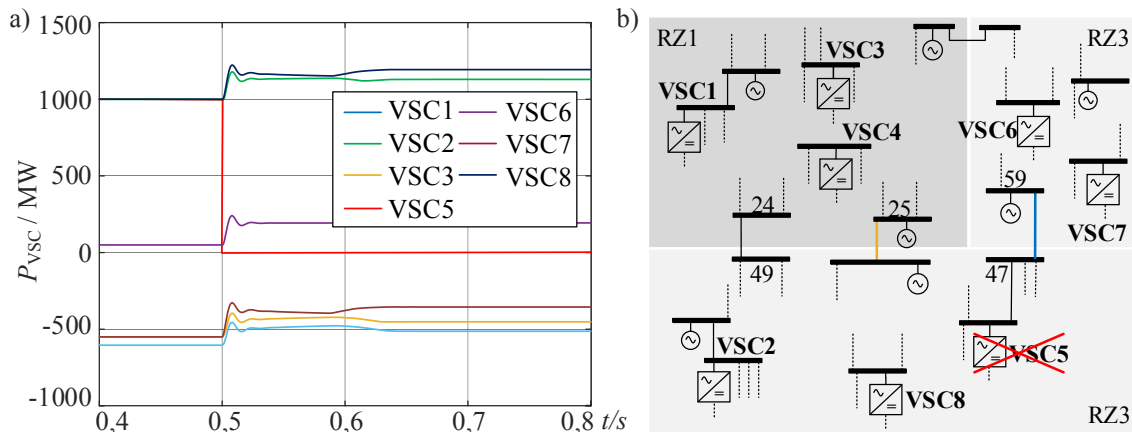 a)
1500
1000
500
0
-500
-1000
P_VSC / MW
0,4
0,5
0,6
0,7
0,8
t/s
VSC1
VSC2
VSC3
VSC5
VSC6
VSC7
VSC8
b)
RZ1
RZ3
VSC3
VSC1
VSC6
VSC4
59
24
25
VSC7
49
47
VSC2
VSC5
VSC8
RZ3